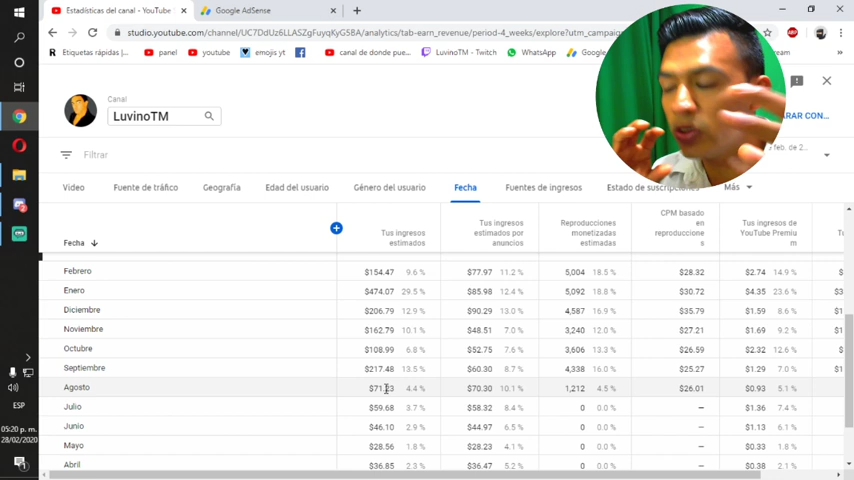 Estadísticas del canal - YouTube
Google AdSense
studio.youtube.com/channel/UC7DdUz6LLASZgFuyqKyG5BA/analytics/tab-earn_revenue/period-4_weeks/explore?utm_campaign
Etiquetas rápidas |...
panel
youtube
emojis yt
canal de donde pue...
LuvinoTM - Twitch
WhatsApp
Google
ream
Canal
LuvinoTM
ARAR CON...
Filtrar
feb. de 2...
Video
Fuente de tráfico
Geografía
Edad del usuario
Género del usuario
Fecha
Fuentes de ingresos
Estado de suscripci
Más
Fecha
Tus ingresos estimados
Tus ingresos estimados por anuncios
Reproducciones monetizadas estimadas
CPM basado en reproducciones
Tus ingresos de YouTube Premium
Tu
Febrero $154.47 9.6 % $77.97 11.2 % 5,004 18.5 % $28.32 $2.74 14.9 %
Enero $474.07 29.5 % $85.98 12.4 % 5,092 18.8 % $30.72 $4.35 23.6 % $3
Diciembre $206.79 12.9 % $90.29 13.0 % 4,587 16.9 % $35.79 $1.59 8.6 % $1
Noviembre $162.79 10.1 % $48.51 7.0 % 3,240 12.0 % $27.21 $1.69 9.2 %
Octubre $108.99 6.8 % $52.75 7.6 % 3,606 13.3 % $26.59 $2.32 12.6 %
Septiembre $217.48 13.5 % $60.30 8.7 % 4,338 16.0 % $25.27 $1.29 7.0 % $1
Agosto 4.4 % $70.30 10.1 % 1,212 4.5 % $26.01 $0.93 5.1 %
Julio $59.68 3.7 % $58.32 8.4 % 0 0.0 % – $1.36 7.4 %
Junio $46.10 2.9 % $44.97 6.5 % 0 0.0 % – $1.13 6.1 %
Mayo $28.56 1.8 % $28.23 4.1 % 0 0.0 % – $0.33 1.8 %
Abril $36.85 2.3 % $36.47 5.2 % 0 0.0 % – $0.38 2.1 %
ESP
05:20 p. m.
28/02/2020